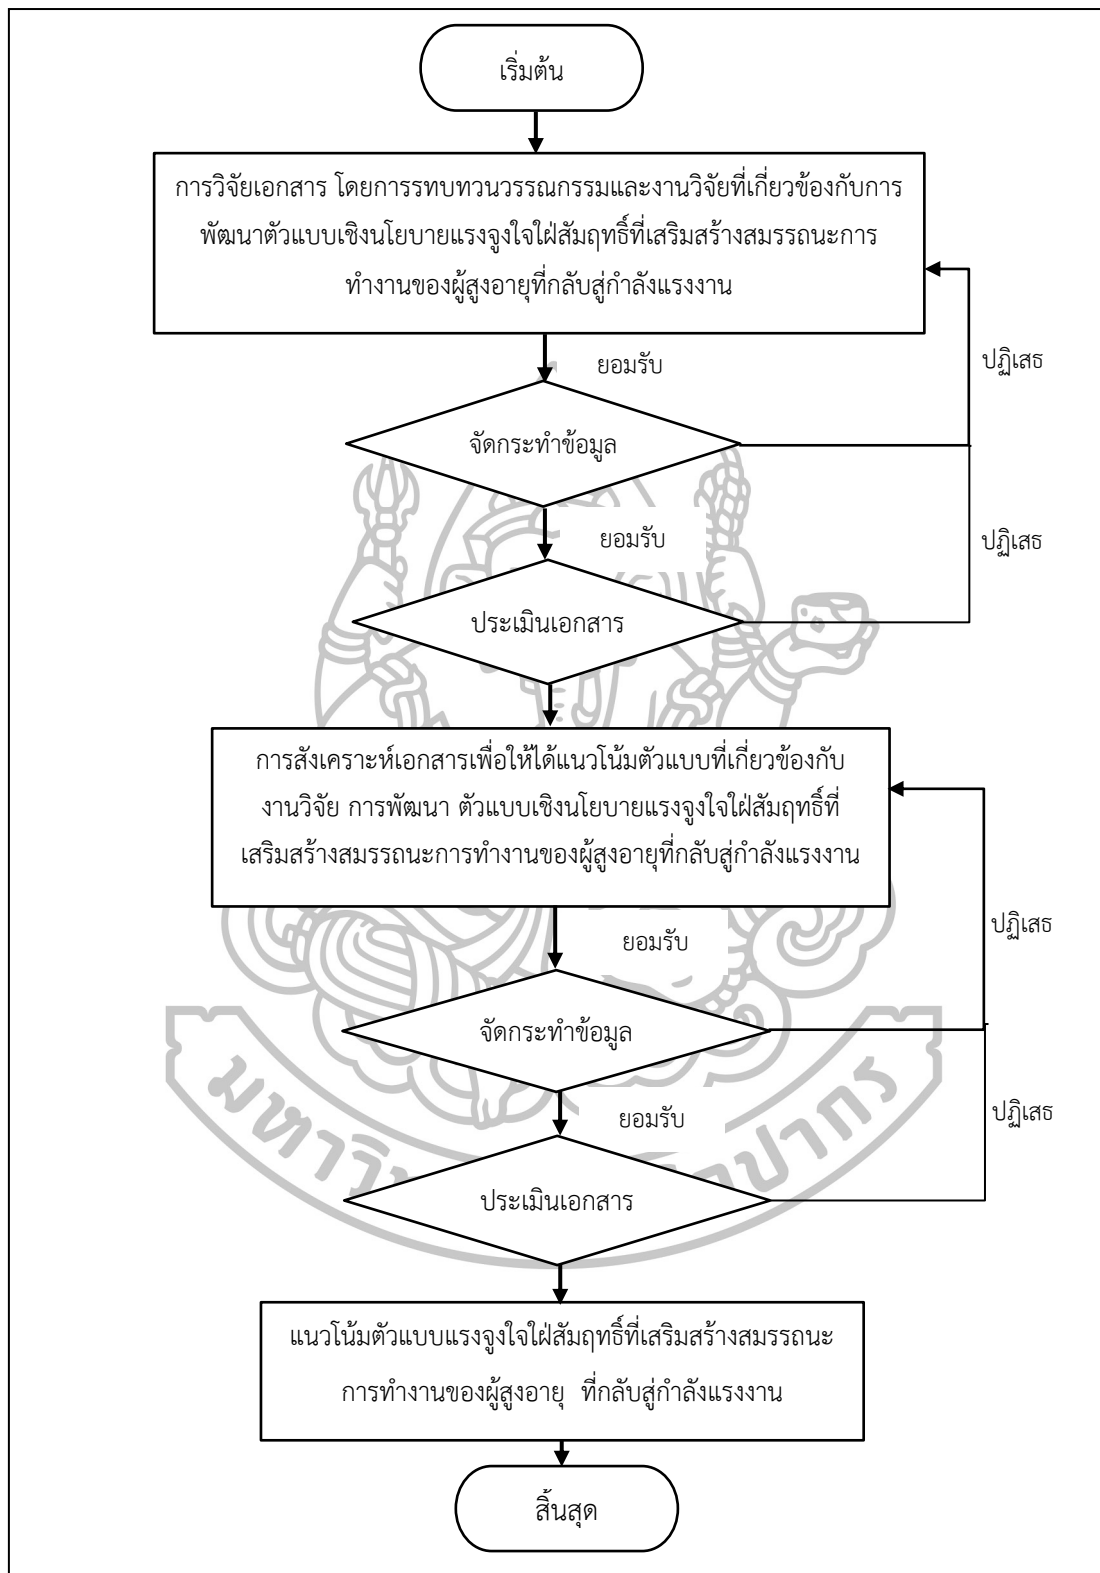 เริ่มต้น
การวิจัยเอกสาร โดยการรทบทวนวรรณกรรมและงานวิจัยที่เกี่ยวข้องกับการ
พัฒนาตัวแบบเชิงนโยบายแรงจูงใจใฝ่สัมฤทธิ์ที่เสริมสร้างสมรรถนะการ
ทำงานของผู้สูงอายุที่กลับสู่กำลังแรงงาน
ยอมรับ
ปฏิเสธ
จัดกระทำข้อมูล
ยอมรับ
ปฏิเสธ
ประเมินเอกสาร
การสังเคราะห์เอกสารเพื่อให้ได้แนวโน้มตัวแบบที่เกี่ยวข้องกับ
งานวิจัย การพัฒนา ตัวแบบเชิงนโยบายแรงจูงใจใฝ่สัมฤทธิ์ที่
เสริมสร้างสมรรถนะการทำงานของผู้สูงอายุที่กลับสู่กำลังแรงงาน
ยอมรับ
ปฏิเสธ
จัดกระทำข้อมูล
ยอมรับ
ปฏิเสธ
ประเมินเอกสาร
แนวโน้มตัวแบบแรงจูงใจใฝ่สัมฤทธิ์ที่เสริมสร้างสมรรถนะ
การทำงานของผู้สูงอายุ ที่กลับสู่กำลังแรงงาน
สิ้นสุด